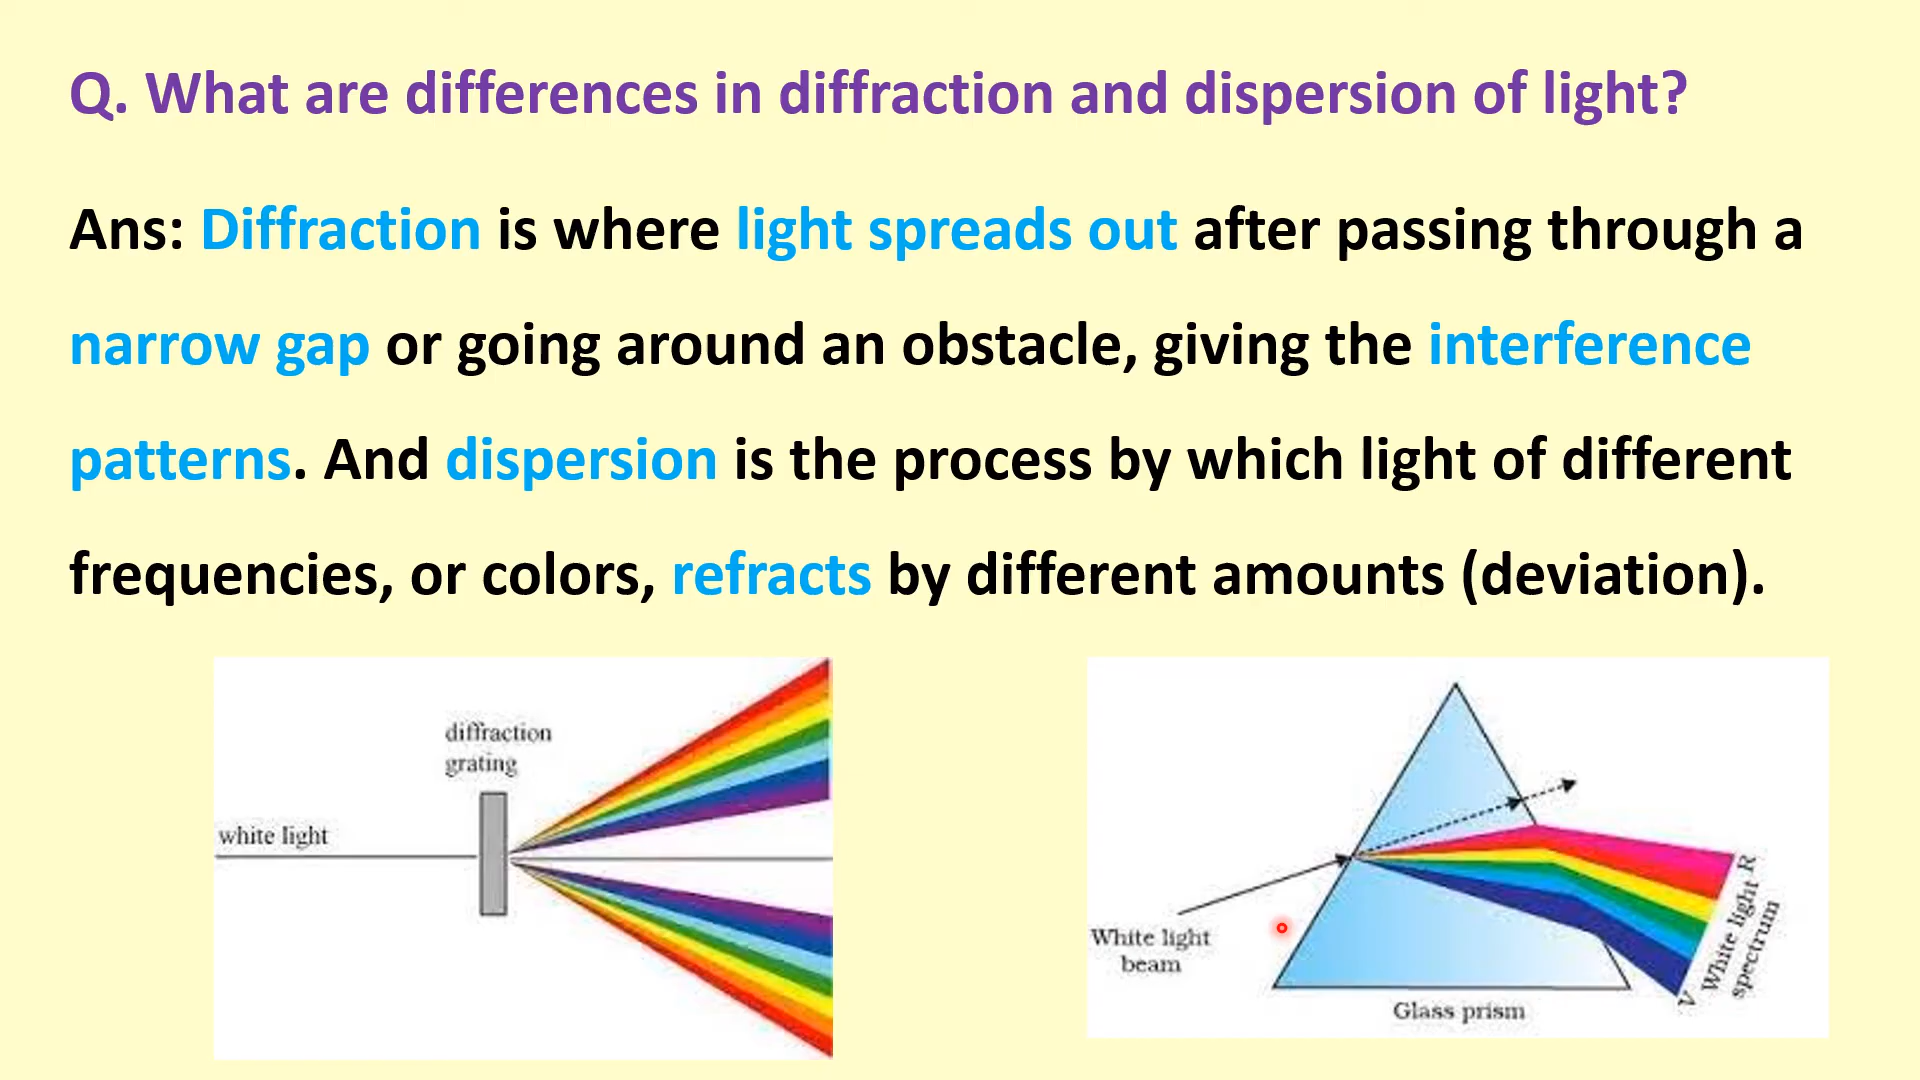 Q. What are differences in diffraction and dispersion of light?
Ans: Diffraction is where light spreads out after passing through a
narrow gap or going around an obstacle, giving the interference
patterns. And dispersion is the process by which light of different
frequencies, or colors, refracts by different amounts (deviation).
diffraction
grating
white light
White light
beam
Glass prism
R
White light
spectrum
V